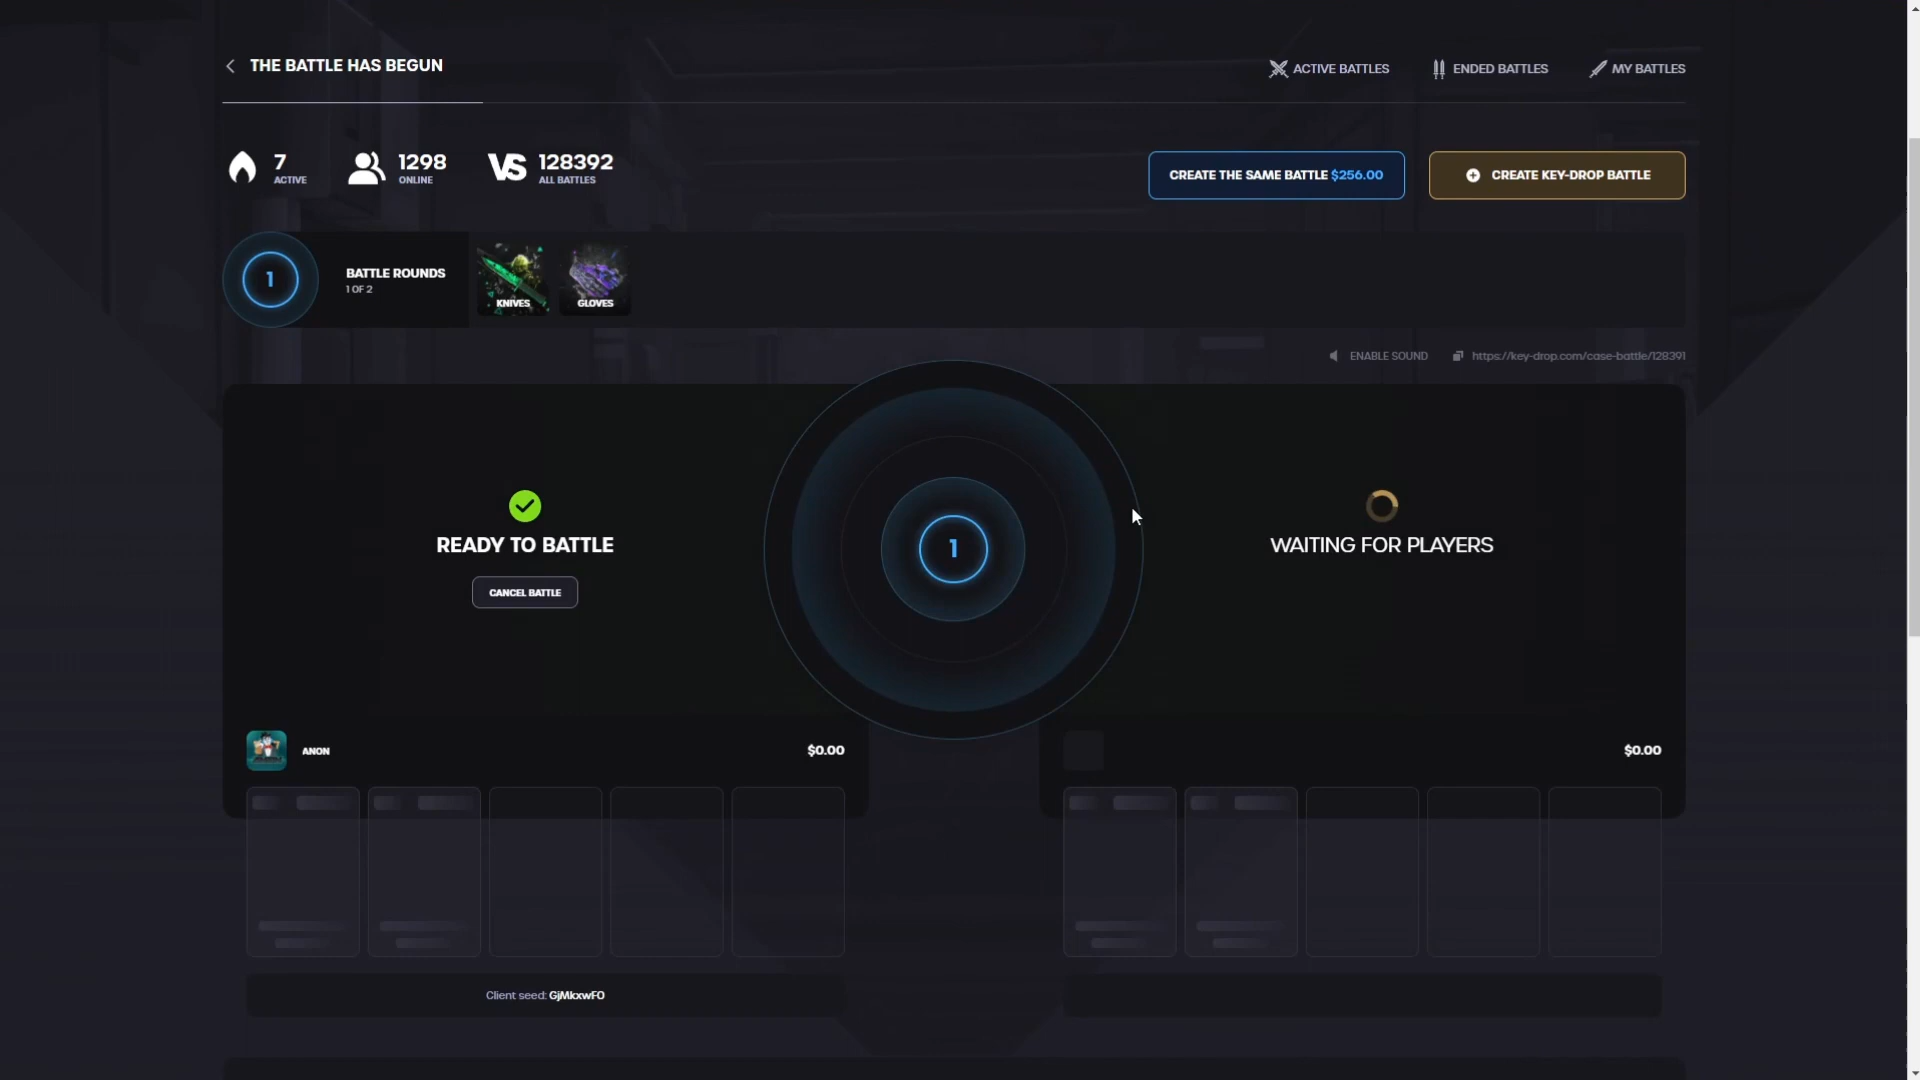 THE BATTLE HAS BEGUN
ACTIVE BATTLES
ENDED BATTLES
MY BATTLES
7
ACTIVE
1298
ONLINE
VS
128392
ALL BATTLES
CREATE THE SAME BATTLE $256.00
CREATE KEY-DROP BATTLE
1
BATTLE ROUNDS
1 OF 2
KNIVES
GLOVES
ENABLE SOUND
https://key-drop.com/case-battle/128391
READY TO BATTLE
CANCEL BATTLE
1
WAITING FOR PLAYERS
ANON
$0.00
$0.00
Client seed: GjMkxwFO